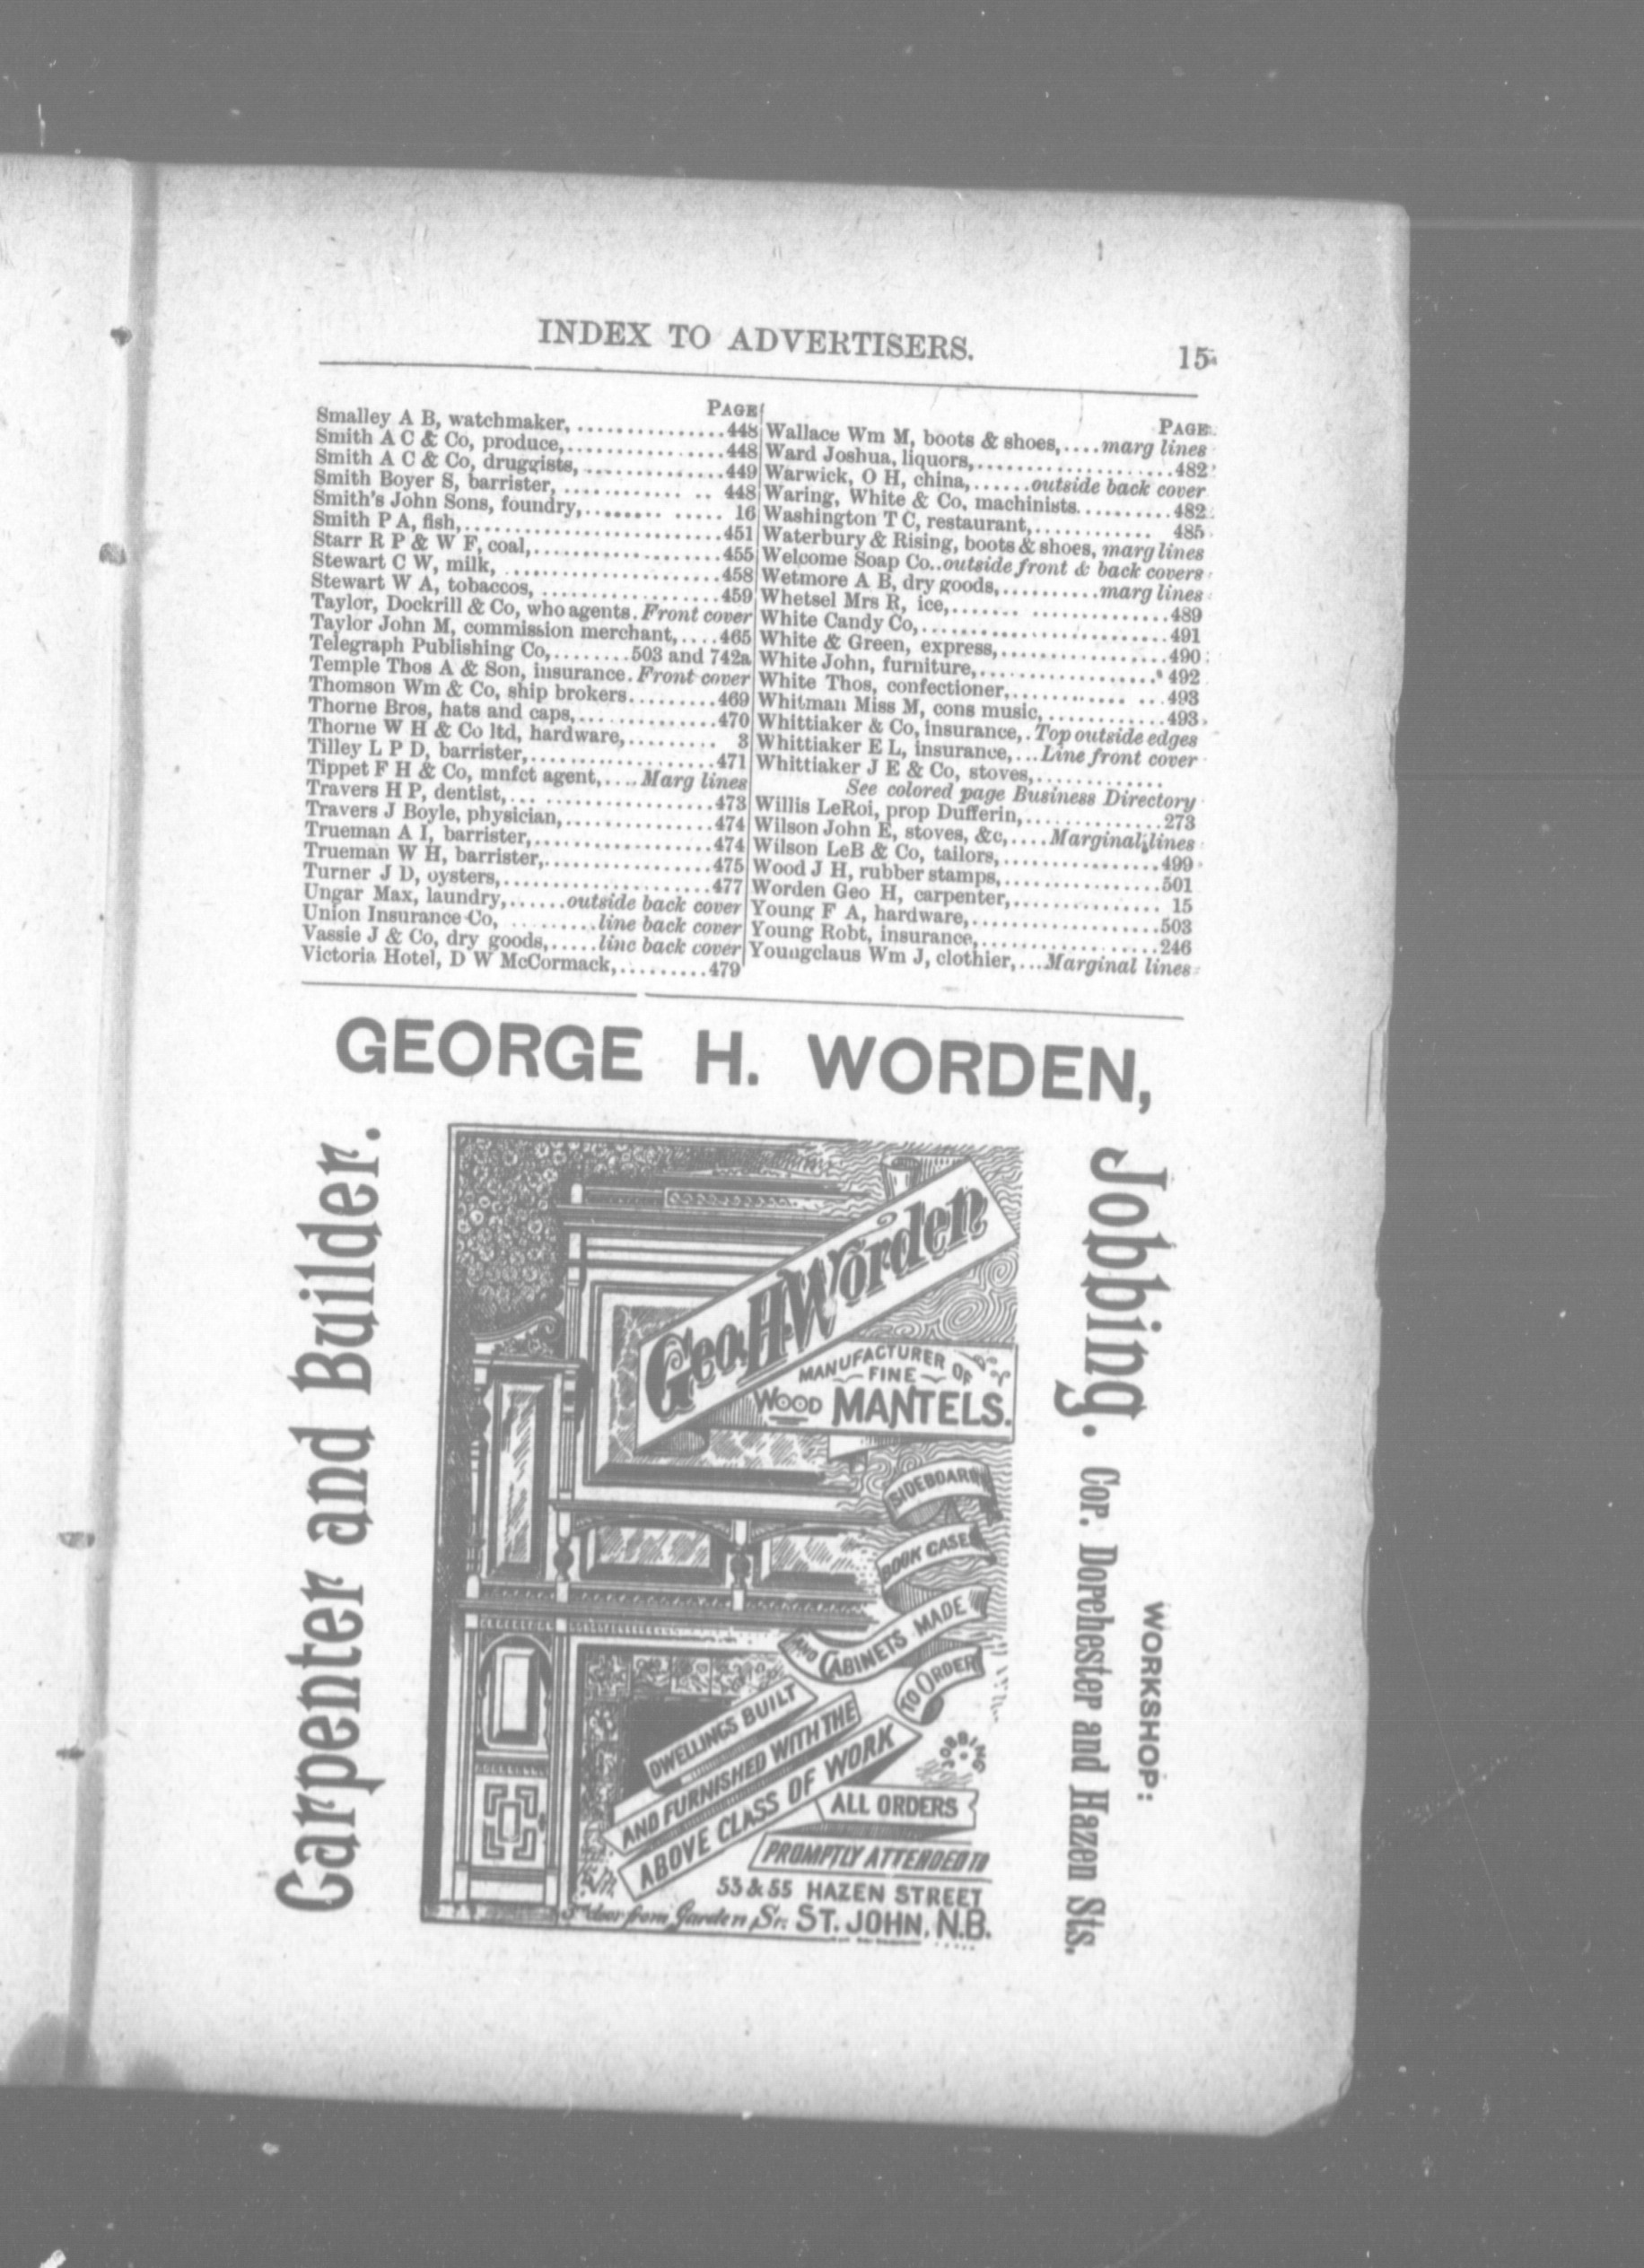 INDEX TO ADVERTISERS. 15
PAGE
Smalley A B, watchmaker, ................448
Smith A C & Co, produce,.................448
Smith A C & Co, druggists, ..............449
Smith Boyer S, barrister, ............ .. 448
Smith's John Sons, foundry,........ ..... 16
Smith P A, fish,..........................451
Starr R P & W F, coal,...................455
Stewart C W, milk, ......................458
Stewart W A, tobaccos, ..................459
Taylor, Dockrill & Co, who agents. Front cover
Taylor John M, commission merchant,....465
Telegraph Publishing Co,........503 and 742a
Temple Thos A & Son, insurance. Front cover
Thomson Wm & Co, ship brokers.........469
Thorne Bros, hats and caps,..............470
Thorne W H & Co ltd, hardware,......... 3
Tilley L P D, barrister,...................471
Tippet F H & Co, mnfct agent,.... Marg lines
Travers H P, dentist,... .................473
Travers J Boyle, physician,...............474
Trueman A I, barrister,..................474
Trueman W H, barrister,.................475
Turner J D, oysters,.....................477
Ungar Max, laundry,......outside back cover
Union Insurance Co, .........line back cover
Vassie J & Co, dry goods,.....line back cover
Victoria Hotel, D W McCormack,.........479
PAGE
Wallace Wm M, boots & shoes,....marg lines
Ward Joshua, liquors,....................482
Warwick, O H, china,......outside back cover
Waring, White & Co, machinists..........482
Washington T C, restaurant,........... 485
Waterbury & Rising, boots & shoes, marg lines
Welcome Soap Co..outside front & back covers
Wetmore A B, dry goods,..........marg lines
Whetsel Mrs R, ice,...... ...............489
White Candy Co,.........................491
White & Green, express,.................490
White John, furniture,...................492
White Thos, confectioner,............ ...493
Whitman Miss M, cons music,............493
Whittiaker & Co, insurance,.Top outside edges
Whittiaker E L, insurance,...Line front cover
Whittiaker J E & Co, stoves,.............
See colored page Business Directory
Willis LeRoi, prop Dufferin,..............273
Wilson John E, stoves, &c,....Marginal lines
Wilson LeB & Co, tailors,................499
Wood J H, rubber stamps,................501
Worden Geo H, carpenter,............... 15
Young F A, hardware,...................503
Young Robt, insurance,..................246
Youngclaus Wm J, clothier,...Marginal lines
GEORGE H. WORDEN,
Carpenter and Builder.
Geo. H. Worden
MANUFACTURER OF
FINE
WOOD MANTELS.
SIDEBOARDS
BOOK CASES
AND CABINETS MADE
TO ORDER
DWELLINGS BUILT
AND FURNISHED WITH THE
ABOVE CLASS OF WORK
JOBBING
ALL ORDERS
PROMPTLY ATTENDED TO
53 & 55 HAZEN STREET
3rd door from Garden St. ST. JOHN, N.B.
Jobbing.
WORKSHOP:
Cor. Dorchester and Hazen Sts.